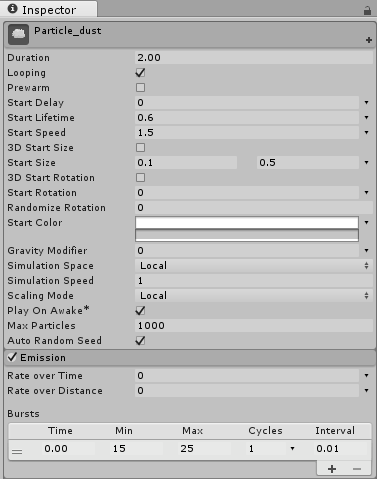 Inspector
Particle_dust
+
Duration 2.00
Looping
Prewarm
Start Delay 0
Start Lifetime 0.6
Start Speed 1.5
3D Start Size
Start Size 0.1 0.5
3D Start Rotation
Start Rotation 0
Randomize Rotation 0
Start Color
Gravity Modifier 0
Simulation Space Local
Simulation Speed 1
Scaling Mode Local
Play On Awake*
Max Particles 1000
Auto Random Seed
Emission
Rate over Time 0
Rate over Distance 0
Bursts
Time Min Max Cycles Interval
0.00 15 25 1 0.01
+ −